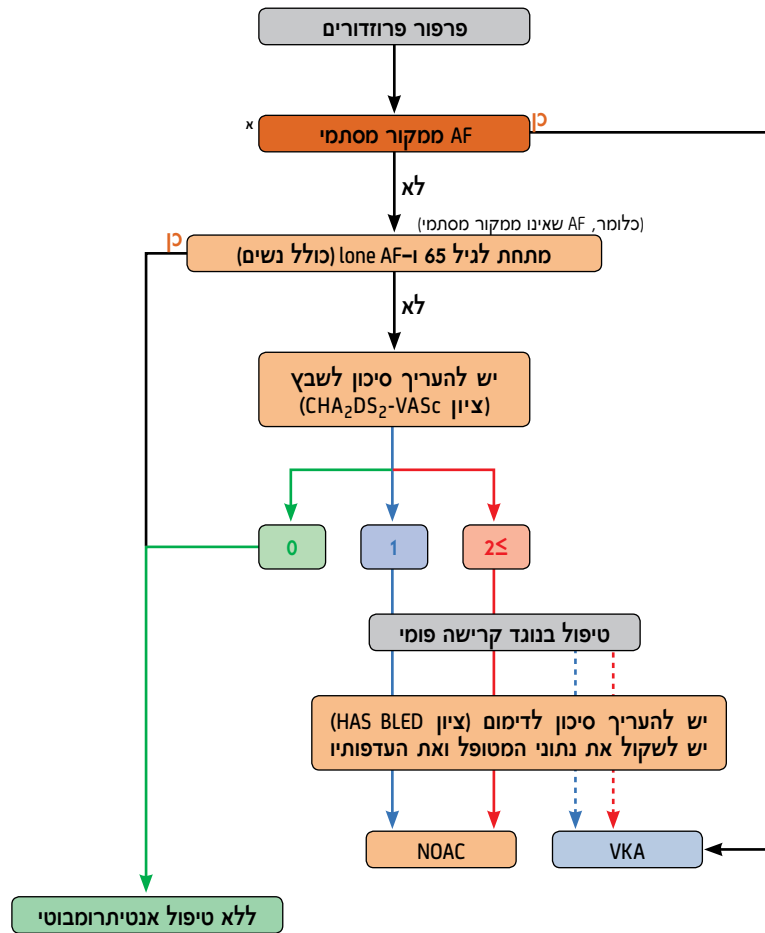 פרפור פרוזדורים
AF ממקור מסתמי
א
כן
לא
(כלומר, AF שאינו ממקור מסתמי)
כן
מתחת לגיל 65 ו-lone AF (כולל נשים)
לא
יש להעריך סיכון לשבץ
(ציון CHA₂DS₂-VASc)
0
1
2≤
טיפול בנוגד קרישה פומי
יש להעריך סיכון לדימום (ציון HAS BLED)
יש לשקול את נתוני המטופל ואת העדפותיו
NOAC
VKA
ללא טיפול אנטיתרומבוטי